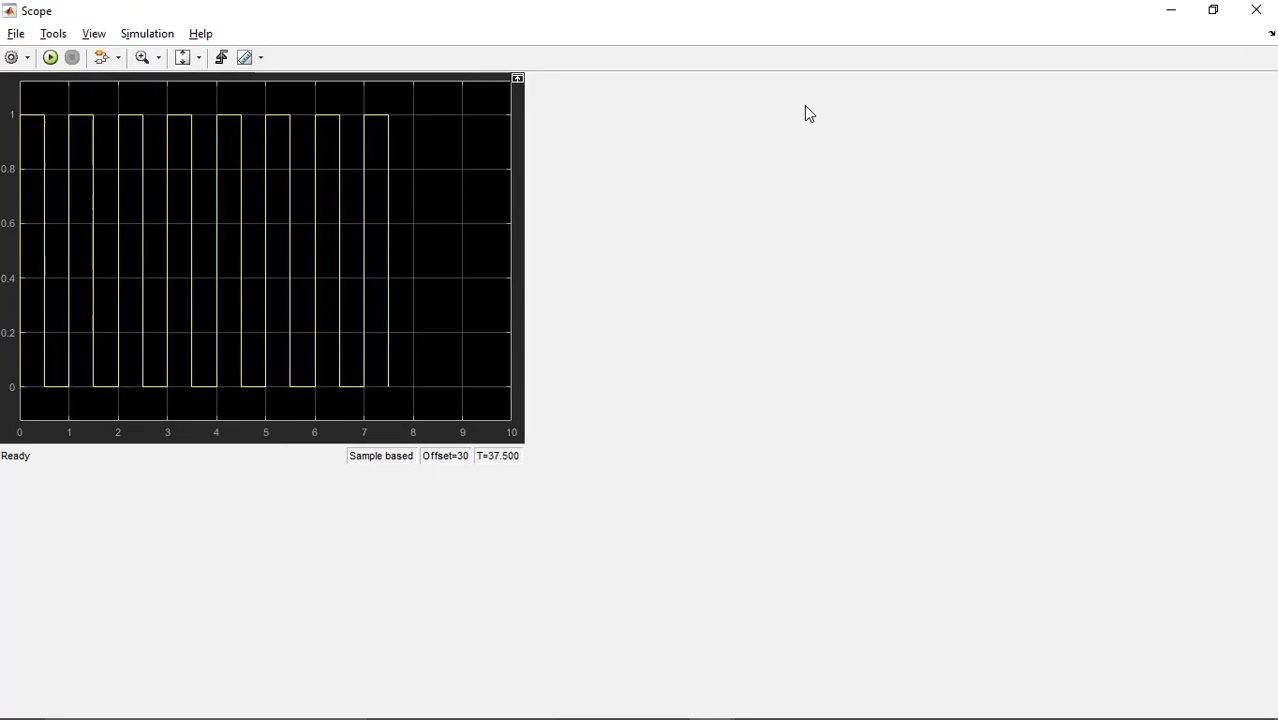 Scope
File Tools View Simulation Help
1
0.8
0.6
0.4
0.2
0
0 1 2 3 4 5 6 7 8 9 10
Ready Sample based Offset=30 T=37.500